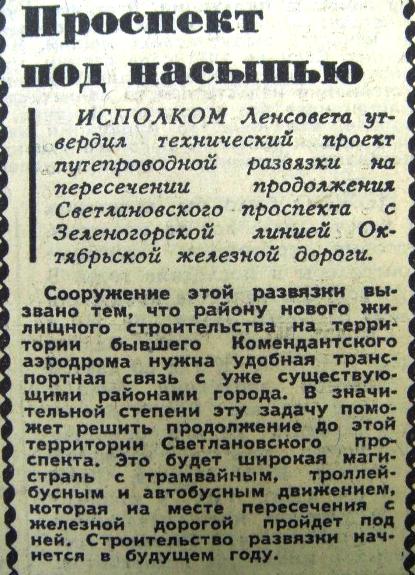 Проспект
под насыпью
ИСПОЛКОМ Ленсовета ут-
вердил технический проект
путепроводной развязки на
пересечении продолжения
Светлановского проспекта с
Зеленогорской линией Ок-
тябрьской железной дороги.
Сооружение этой развязки вы-
звано тем, что району нового жи-
лищного строительства на терри-
тории бывшего Комендантского
аэродрома нужна удобная транс-
портная связь с уже существую-
щими районами города. В значи-
тельной степени эту задачу помо-
жет решить продолжение до этой
территории Светлановского про-
спекта. Это будет широкая маги-
страль с трамвайным, троллей-
бусным и автобусным движением,
которая на месте пересечения с
железной дорогой пройдет под
ней. Строительство развязки нач-
нется в будущем году.